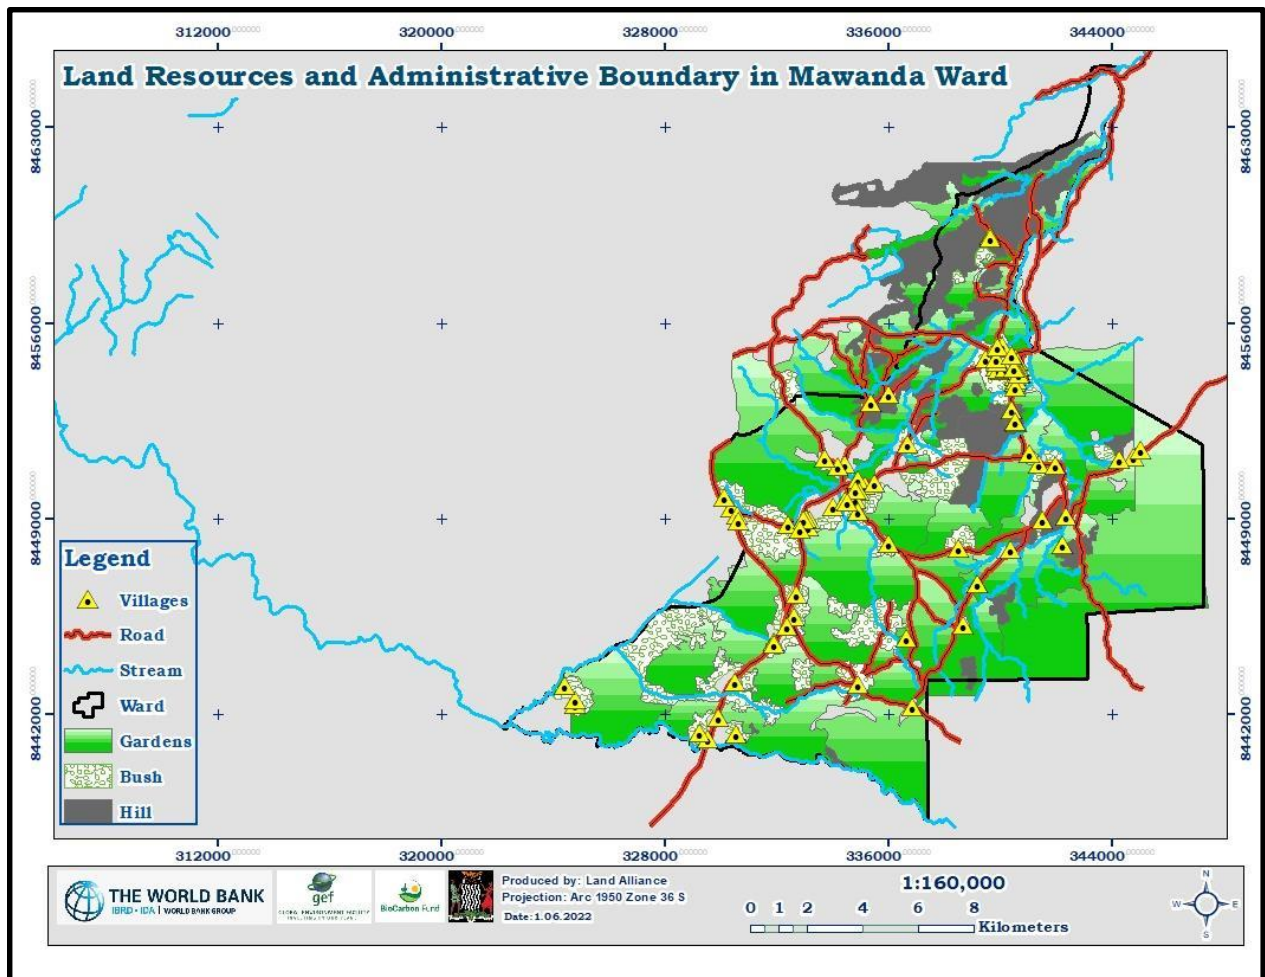 312000 320000 328000 336000 344000
Land Resources and Administrative Boundary in Mawanda Ward
8463000 8463000
8456000 8456000
8449000 8449000
8442000 8442000
Legend
Villages
Road
Stream
Ward
Gardens
Bush
Hill
312000 320000 328000 336000 344000
THE WORLD BANK
IBRD • IDA | WORLD BANK GROUP
gef
GLOBAL ENVIRONMENT FACILITY
BioCarbon Fund
Produced by: Land Alliance
Projection: Arc 1950 Zone 36 S
Date: 1.06.2022
1:160,000
0 1 2 4 6 8
Kilometers
N
W E
S